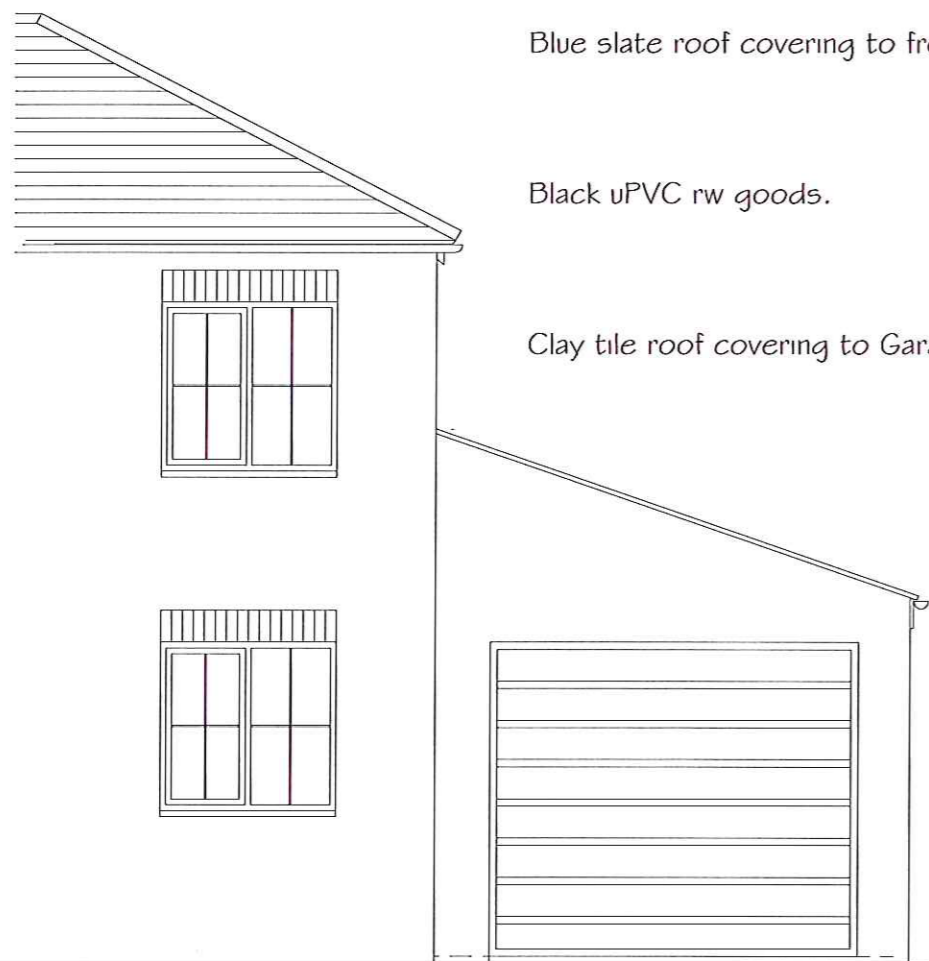 Blue slate roof covering to
Black uPVC rw goods.
Clay tile roof covering to